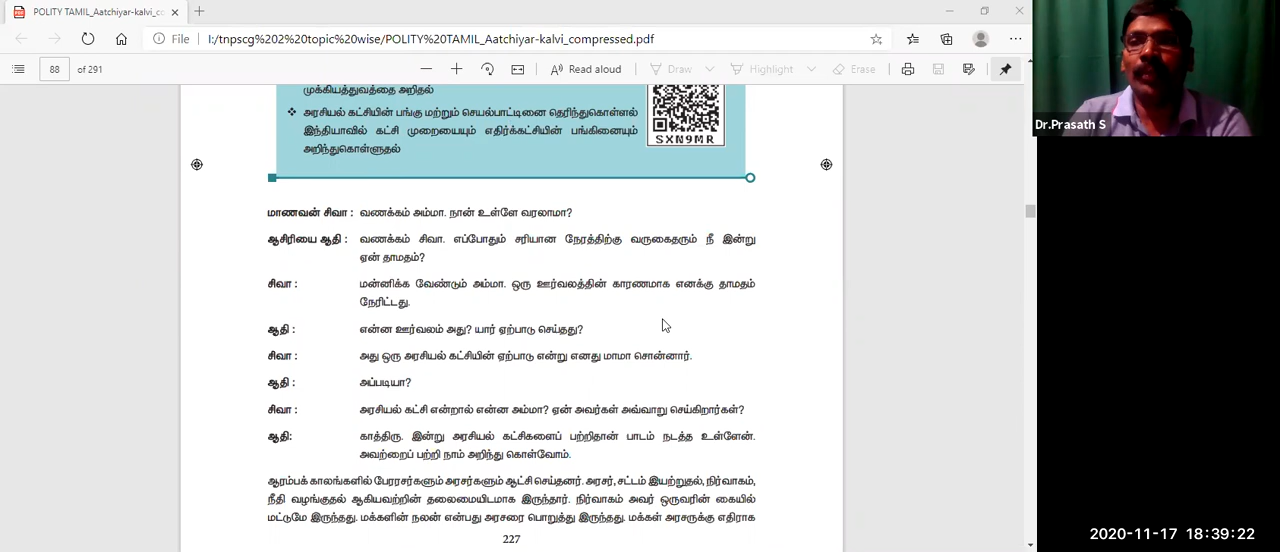 POLITY TAMIL_Aatchiyar-kalvi_co
File I:/tnpscg%202%20topic%20wise/POLITY%20TAMIL_Aatchiyar-kalvi_compressed.pdf
88 of 291 Read aloud Draw Highlight Erase
Dr.Prasath S
முக்கியத்துவத்தை அறிதல்
❖ அரசியல் கட்சியின் பங்கு மற்றும் செயல்பாட்டினை தெரிந்துகொள்ளல்
இந்தியாவில் கட்சி முறையையும் எதிர்க்கட்சியின் பங்கினையும்
அறிந்துகொள்ளுதல்
SXN9MR
மாணவன் சிவா : வணக்கம் அம்மா. நான் உள்ளே வரலாமா?
ஆசிரியை ஆதி : வணக்கம் சிவா. எப்போதும் சரியான நேரத்திற்கு வருகைதரும் நீ இன்று
ஏன் தாமதம்?
சிவா : மன்னிக்க வேண்டும் அம்மா. ஒரு ஊர்வலத்தின் காரணமாக எனக்கு தாமதம்
நேரிட்டது.
ஆதி : என்ன ஊர்வலம் அது? யார் ஏற்பாடு செய்தது?
சிவா : அது ஒரு அரசியல் கட்சியின் ஏற்பாடு என்று எனது மாமா சொன்னார்.
ஆதி : அப்படியா?
சிவா : அரசியல் கட்சி என்றால் என்ன அம்மா? ஏன் அவர்கள் அவ்வாறு செய்கிறார்கள்?
ஆதி: காத்திரு. இன்று அரசியல் கட்சிகளைப் பற்றிதான் பாடம் நடத்த உள்ளேன்.
அவற்றைப் பற்றி நாம் அறிந்து கொள்வோம்.
ஆரம்பக் காலங்களில் பேரரசர்களும் அரசர்களும் ஆட்சி செய்தனர். அரசர், சட்டம் இயற்றுதல், நிர்வாகம்,
நீதி வழங்குதல் ஆகியவற்றின் தலைமையிடமாக இருந்தார். நிர்வாகம் அவர் ஒருவரின் கையில்
மட்டுமே இருந்தது. மக்களின் நலன் என்பது அரசரை பொறுத்து இருந்தது. மக்கள் அரசருக்கு எதிராக
227
2020-11-17 18:39:22